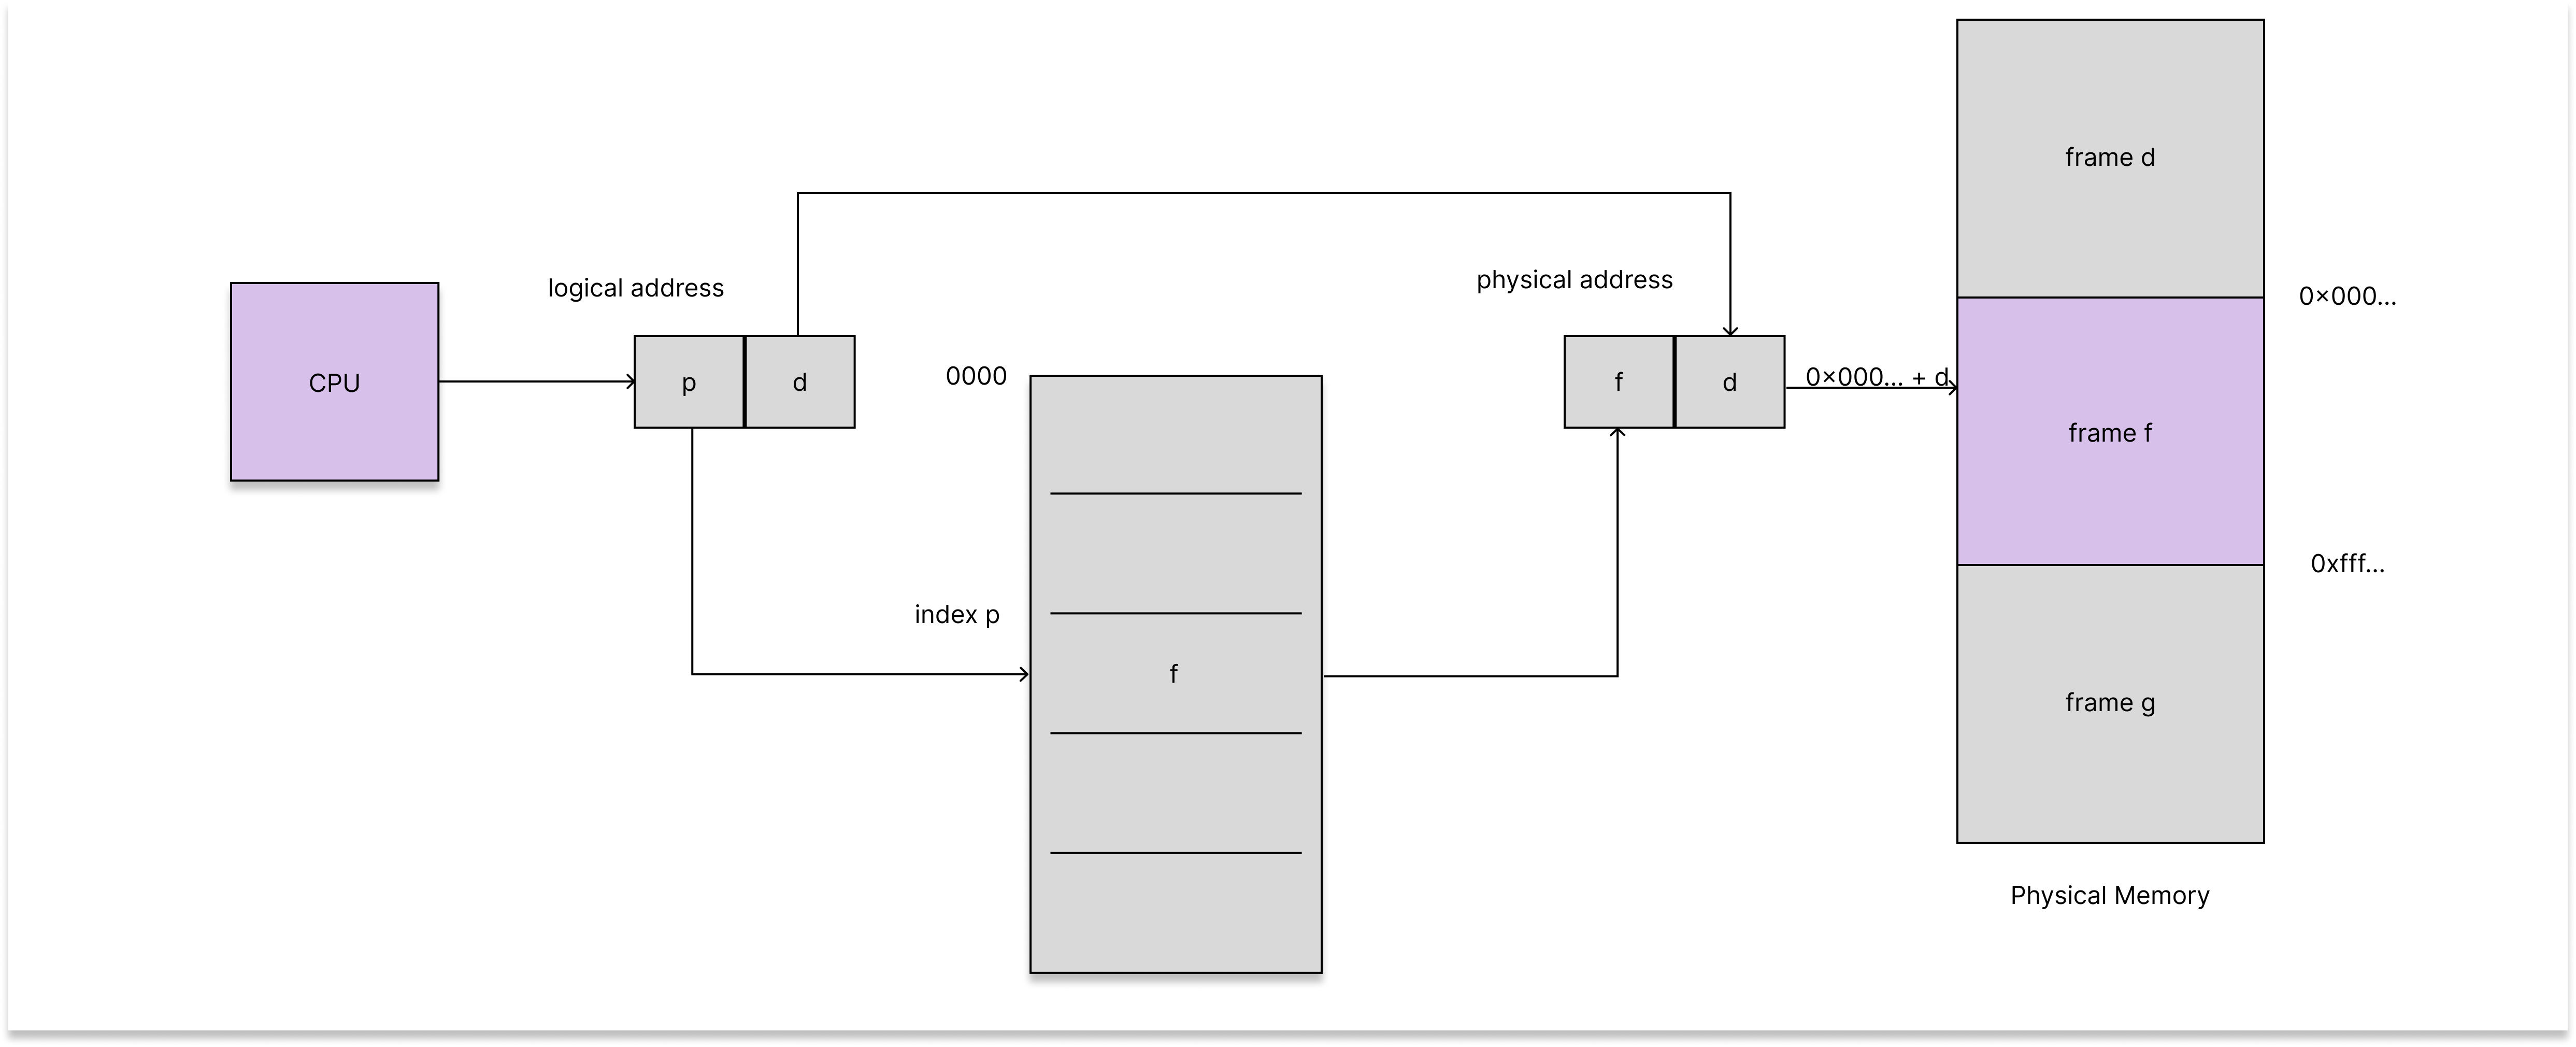 frame d
logical address
physical address
0×000...
CPU
p
d
0000
f
d
0×000... + d
frame f
0xfff...
index p
f
frame g
Physical Memory